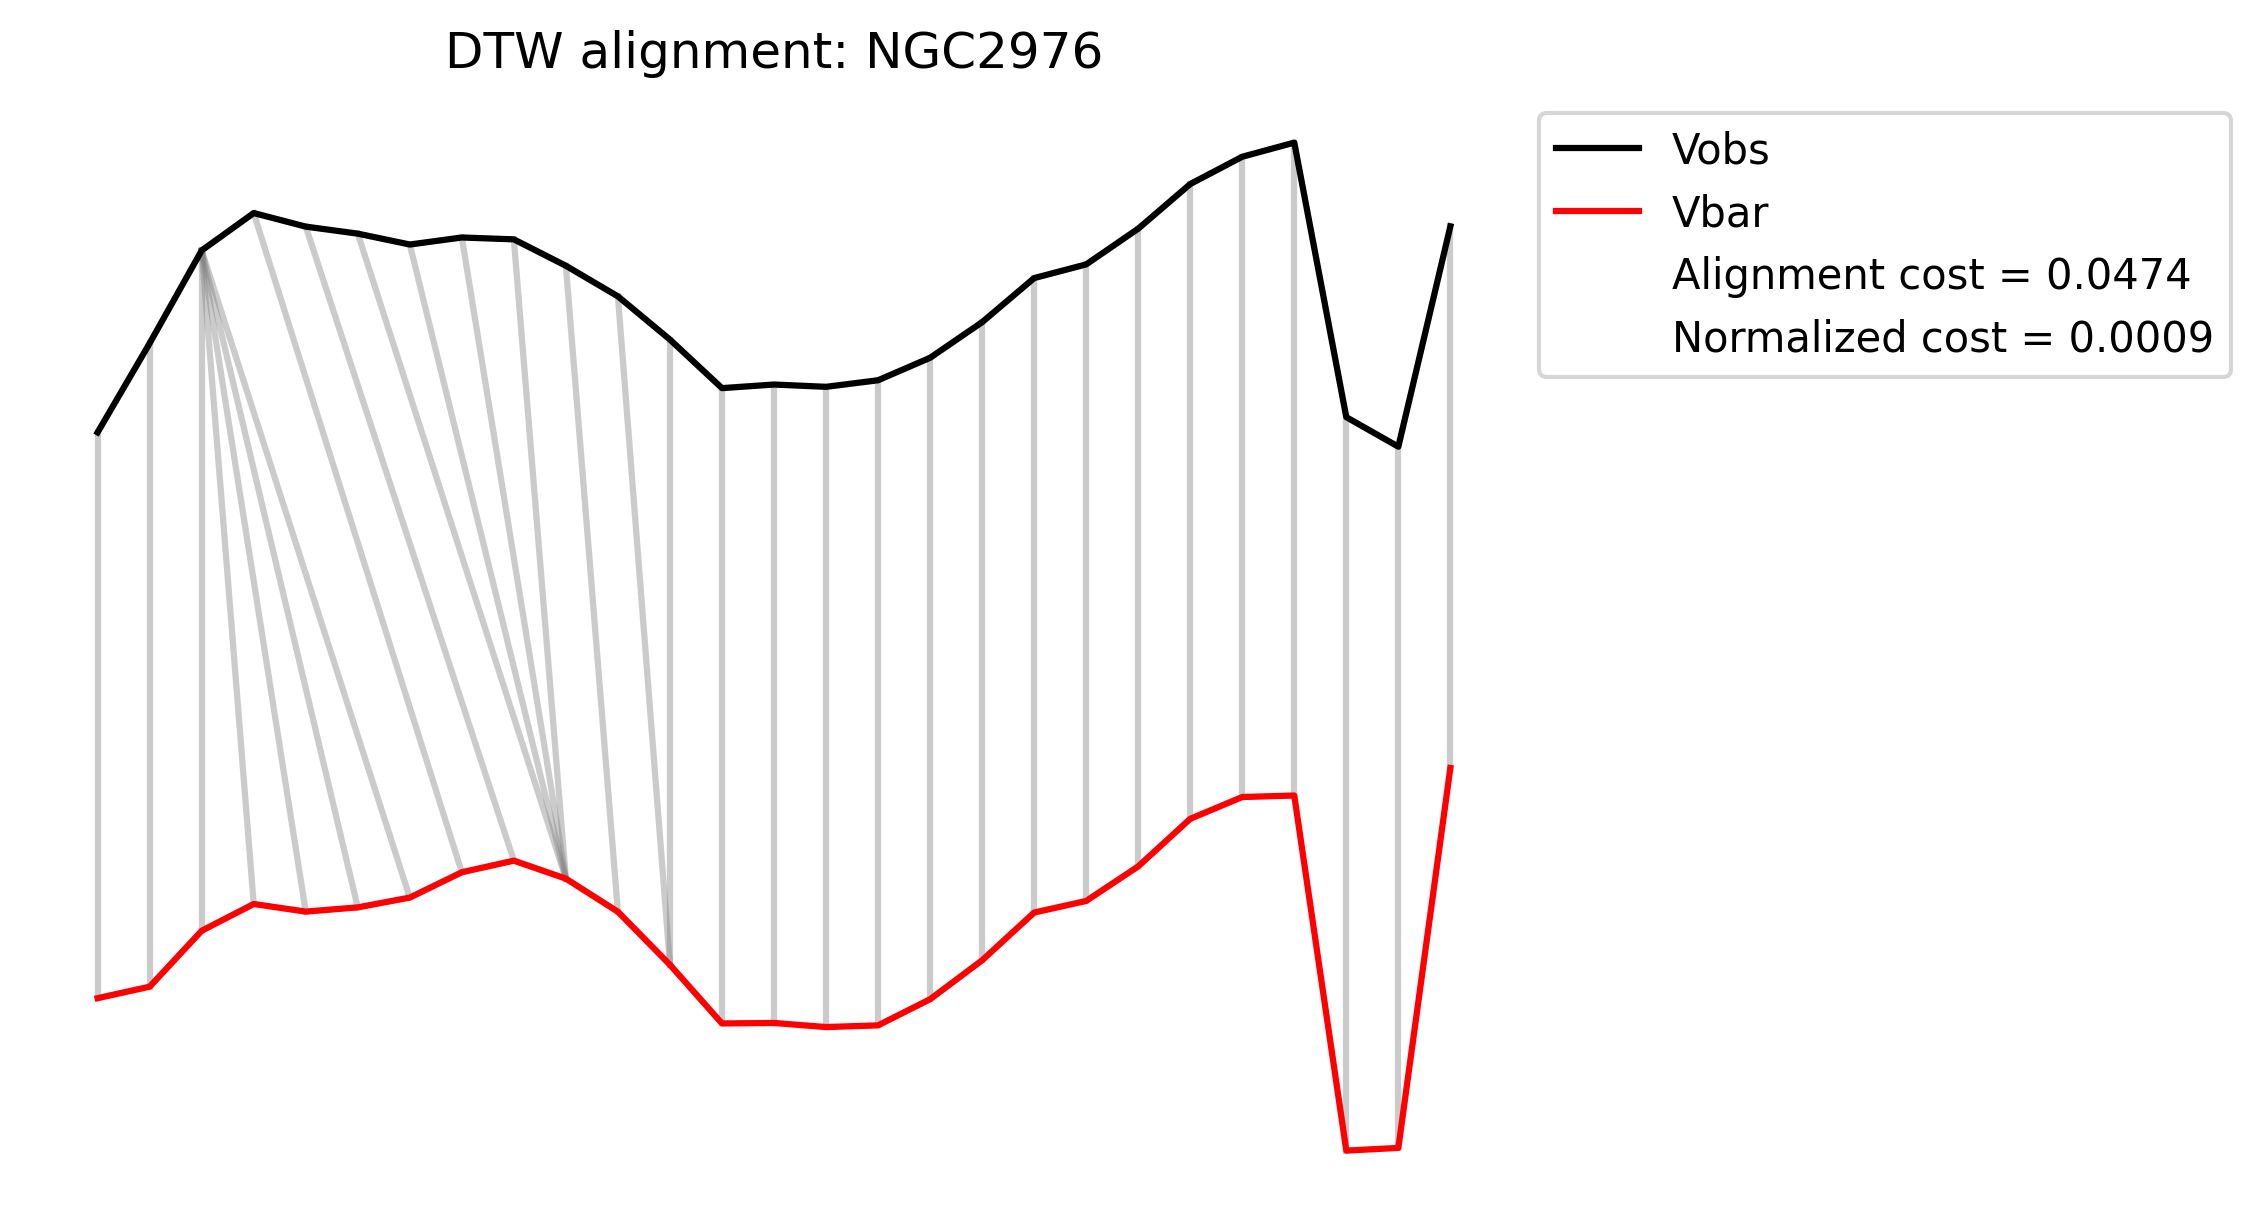 DTW alignment: NGC2976
Vobs
Vbar
Alignment cost = 0.0474
Normalized cost = 0.0009